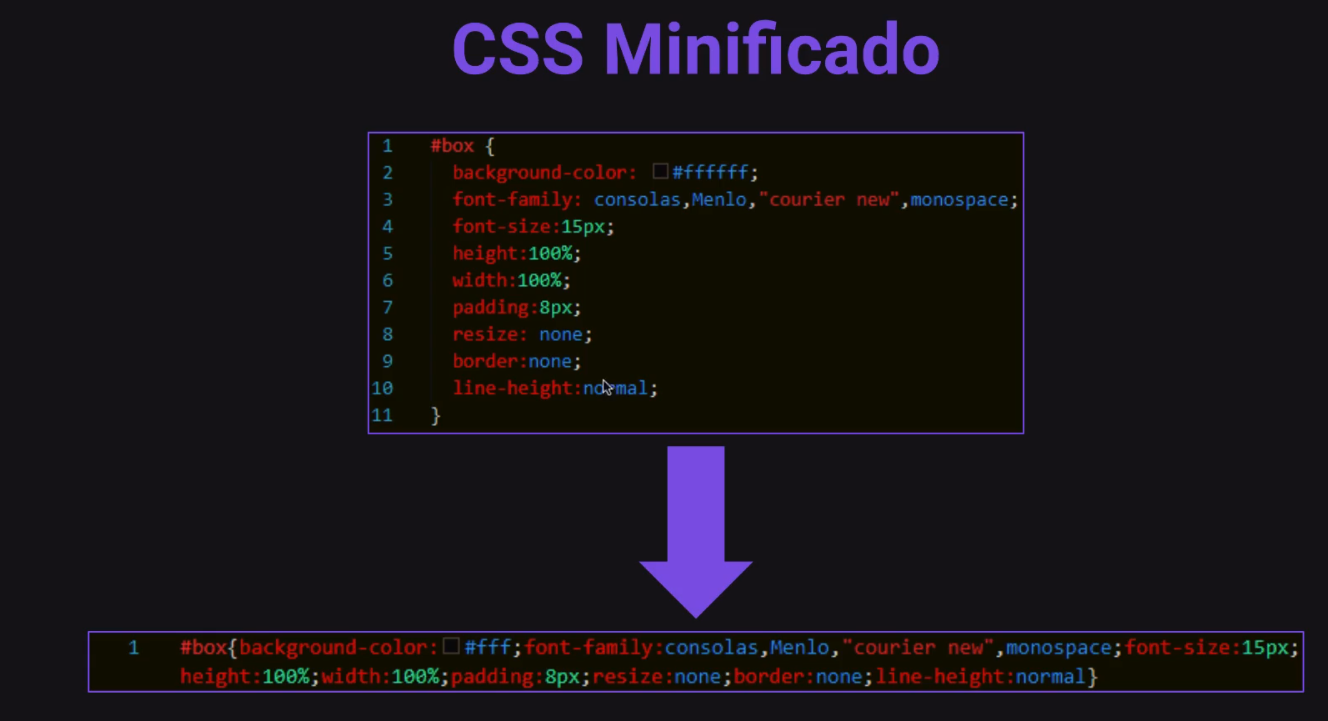 CSS Minificado
1 #box {
2 background-color: #ffffff;
3 font-family: consolas,Menlo,"courier new",monospace;
4 font-size:15px;
5 height:100%;
6 width:100%;
7 padding:8px;
8 resize: none;
9 border:none;
10 line-height:normal;
11 }
1 #box{background-color:#fff;font-family:consolas,Menlo,"courier new",monospace;font-size:15px;
height:100%;width:100%;padding:8px;resize:none;border:none;line-height:normal}